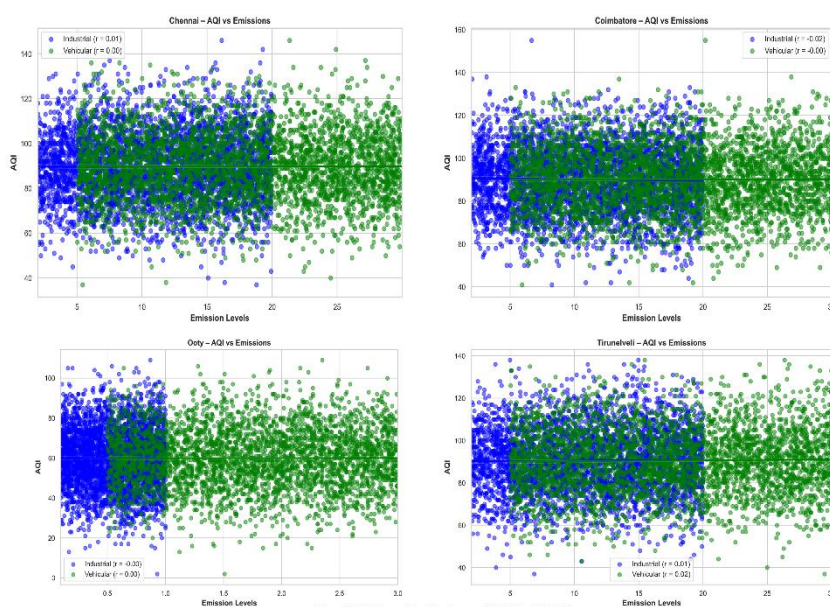 Chennai – AQI vs Emissions
Industrial (r = 0.01)
Vehicular (r = 0.00)
AQI
140
120
100
80
60
40
5
10
15
20
25
Emission Levels
Coimbatore – AQI vs Emissions
Industrial (r = -0.02)
Vehicular (r = -0.00)
AQI
160
140
120
100
80
60
40
5
10
15
20
25
Emission Levels
Ooty – AQI vs Emissions
AQI
100
80
60
40
20
0
Industrial (r = -0.00)
Vehicular (r = 0.00)
0.5
1.0
1.5
2.0
2.5
3.0
Emission Levels
Tirunelveli – AQI vs Emissions
AQI
140
120
100
80
60
40
Industrial (r = 0.01)
Vehicular (r = 0.02)
5
10
15
20
25
Emission Levels